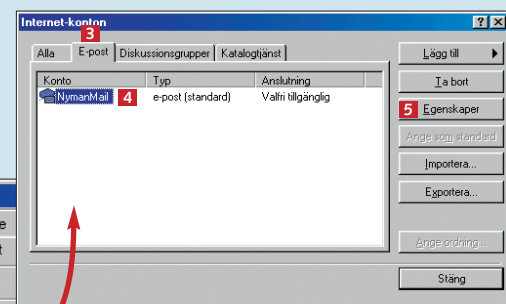 Internet-konton
3
Alla E-post Diskussionsgrupper Katalogtjänst
Konto Typ Anslutning
NymanMail 4 e-post (standard) Valfri tillgänglig
Lägg till
Ta bort
5 Egenskaper
Ange som standard
Importera...
Exportera...
Ange ordning...
Stäng
e
t